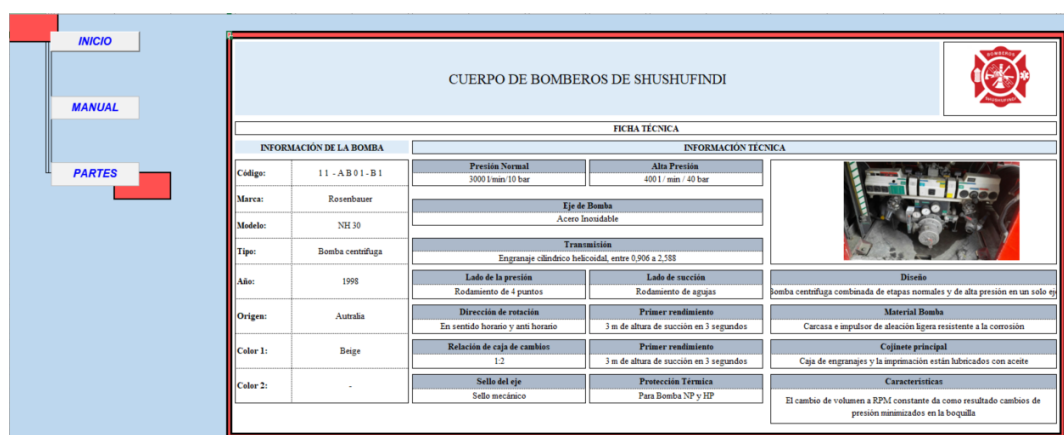 INICIO
MANUAL
PARTES
CUERPO DE BOMBEROS DE SHUSHUFINDI
BOMBEROS
SHUSHUFINDI
FICHA TÉCNICA
INFORMACIÓN DE LA BOMBA
INFORMACIÓN TÉCNICA
Código: 11 - AB01 - B1
Marca: Rosenbauer
Modelo: NH 30
Tipo: Bomba centrífuga
Año: 1998
Origen: Autralia
Color 1: Beige
Color 2: -
Presión Normal
3000 l/min/10 bar
Alta Presión
400 l / min / 40 bar
Eje de Bomba
Acero Inoxidable
Transmisión
Engranaje cilíndrico helicoidal, entre 0,906 a 2,588
Lado de la presión
Rodamiento de 4 puntos
Lado de succión
Rodamiento de agujas
Dirección de rotación
En sentido horario y anti horario
Primer rendimiento
3 m de altura de succión en 3 segundos
Relación de caja de cambios
1:2
Primer rendimiento
3 m de altura de succión en 3 segundos
Sello del eje
Sello mecánico
Protección Térmica
Para Bomba NP y HP
Diseño
Bomba centrífuga combinada de etapas normales y de alta presión en un solo eje
Material Bomba
Carcasa e impulsor de aleación ligera resistente a la corrosión
Cojinete principal
Caja de engranajes y la imprimación están lubricados con aceite
Características
El cambio de volumen a RPM constante da como resultado cambios de
presión minimizados en la boquilla